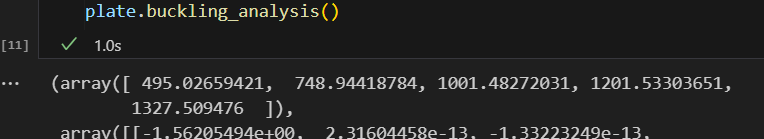 plate.buckling_analysis()
[11] ✓ 1.0s
... (array([ 495.02659421,  748.94418784, 1001.48272031, 1201.53303651,
1327.509476  ]),
array([[-1.56205494e+00,  2.31604458e-13, -1.33223249e-13,